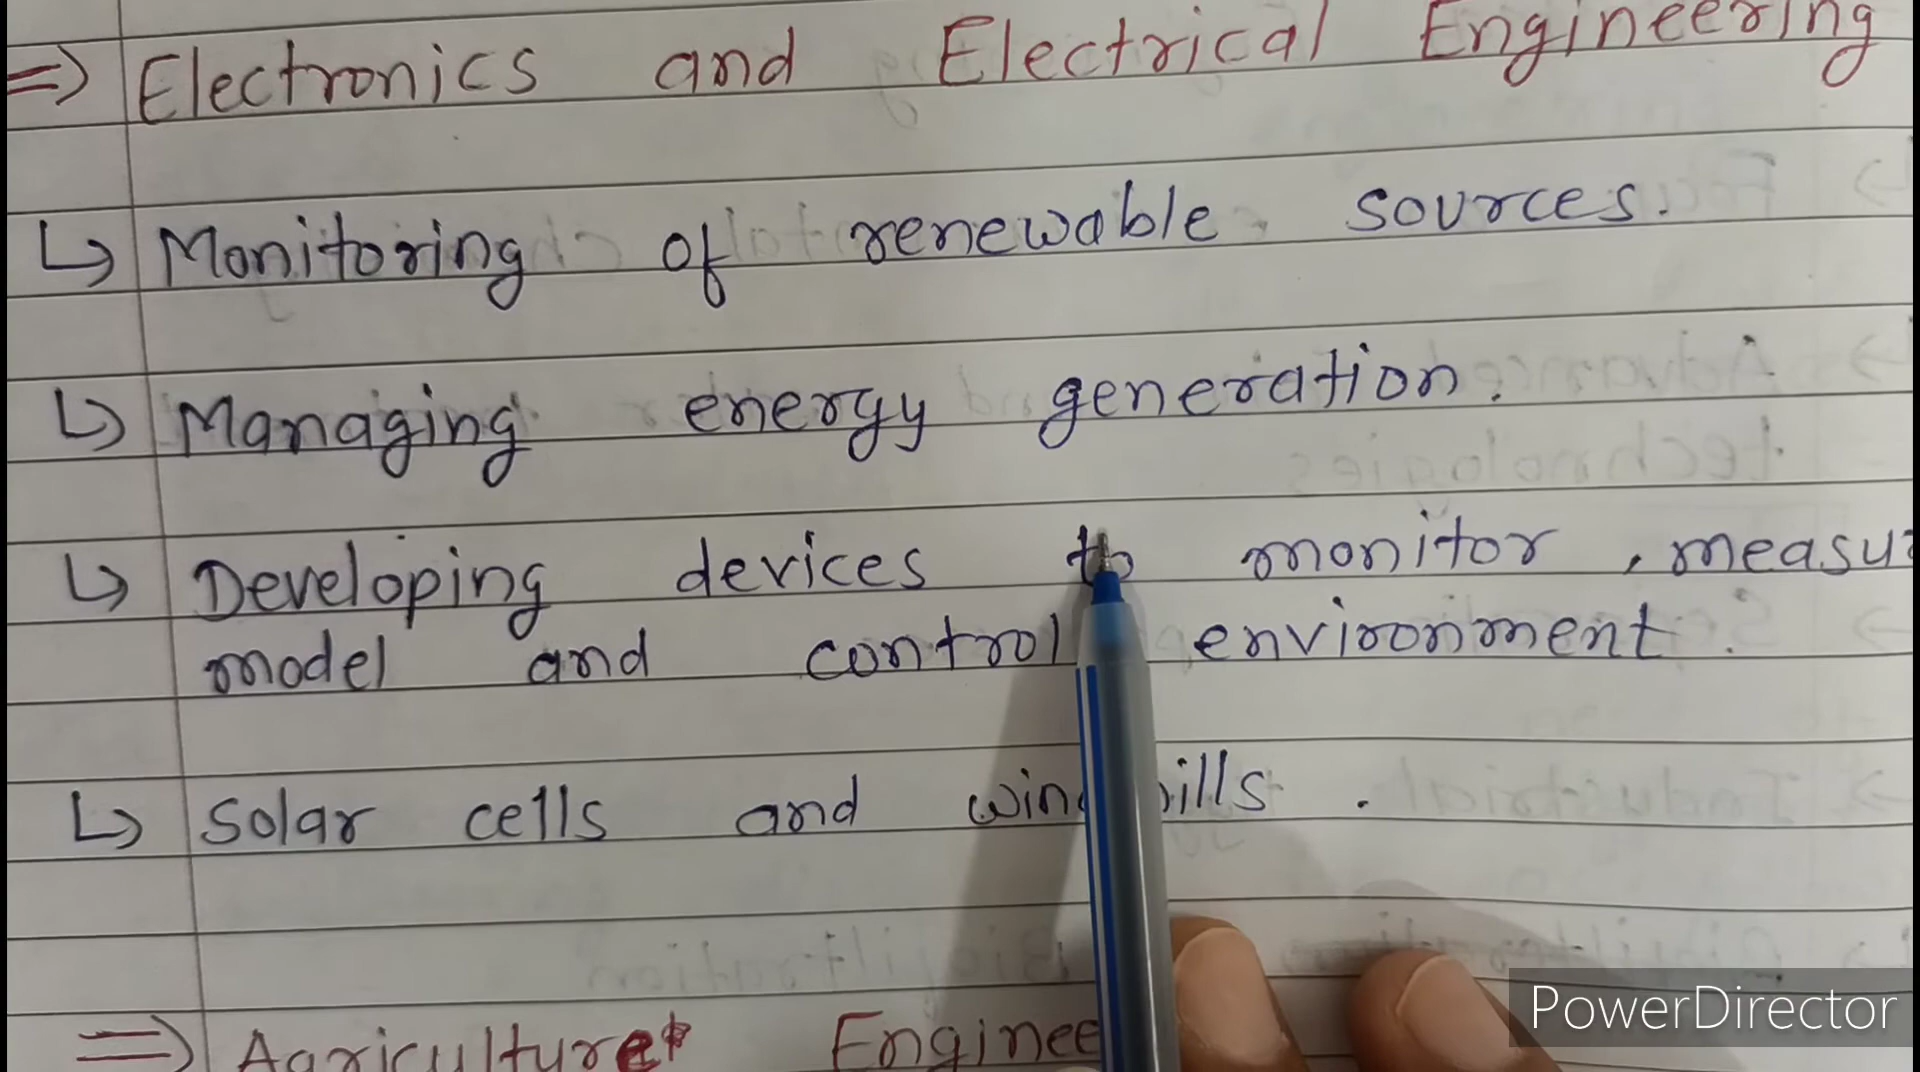 => Electronics and Electrical Engineering
↳ Monitoring of renewable sources.
↳ Managing energy generation.
↳ Developing devices to monitor, measu
model and control environment.
↳ Solar cells and
=> Agriculture
PowerDirector